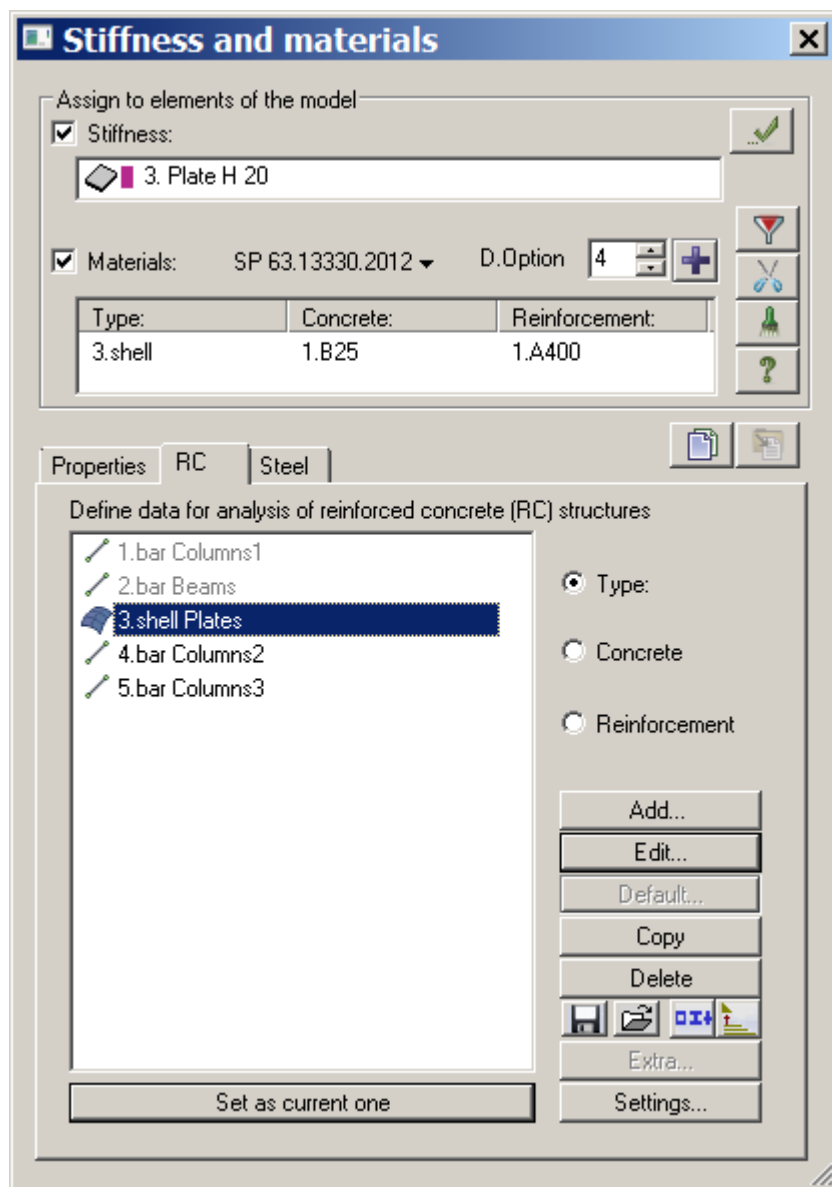 Stiffness and materials
Assign to elements of the model
Stiffness:
3. Plate H 20
Materials: SP 63.13330.2012 D.Option 4
Type: Concrete: Reinforcement:
3.shell 1.B25 1.A400
Properties RC Steel
Define data for analysis of reinforced concrete (RC) structures
1.bar Columns1
2.bar Beams
3.shell Plates
4.bar Columns2
5.bar Columns3
Type:
Concrete
Reinforcement
Add...
Edit...
Default...
Copy
Delete
Extra...
Set as current one
Settings...